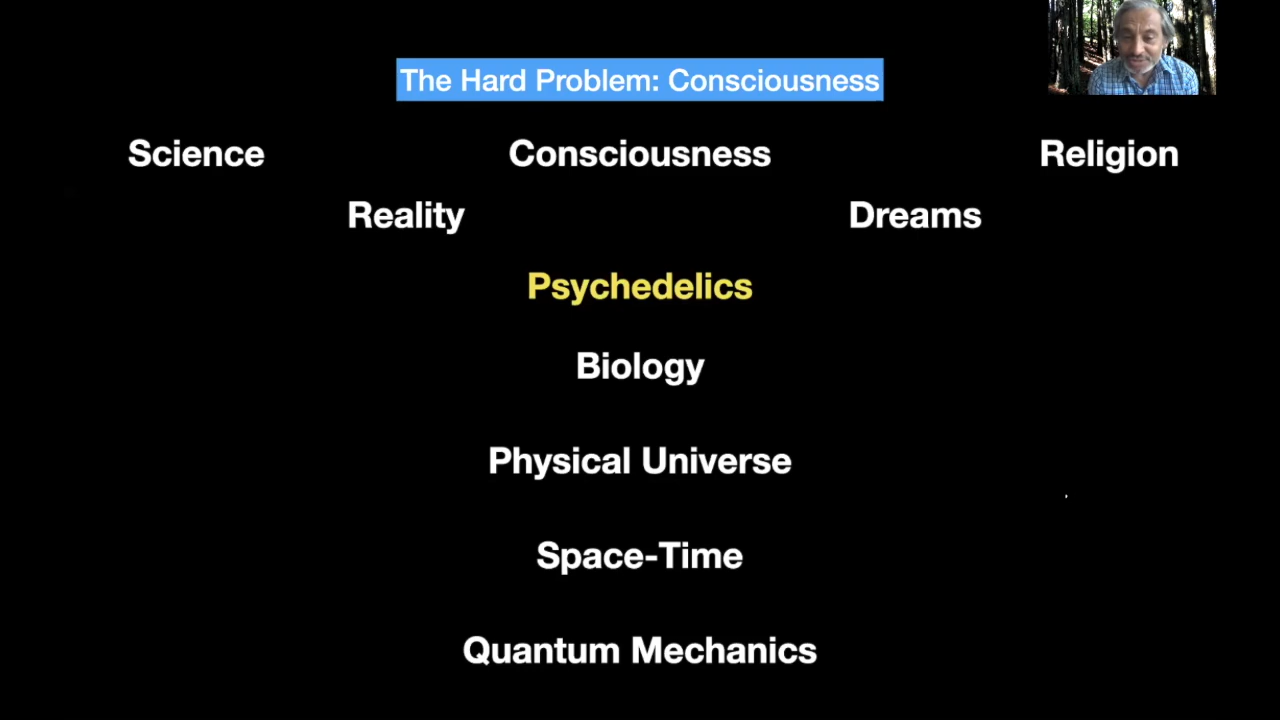 The Hard Problem: Consciousness
Science Consciousness Religion
Reality Dreams
Psychedelics
Biology
Physical Universe
Space-Time
Quantum Mechanics